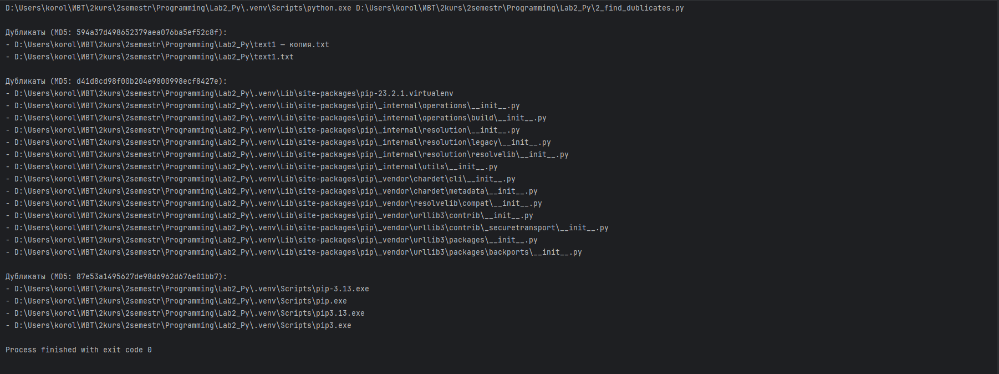 D:\Users\korol\ИВТ\2kurs\2semestr\Programming\Lab2_Py\.venv\Scripts\python.exe D:\Users\korol\ИВТ\2kurs\2semestr\Programming\Lab2_Py\2_find_dublicates.py
Дубликаты (MD5: 594a37d498652379aea076ba5ef52c8f):
- D:\Users\korol\ИВТ\2kurs\2semestr\Programming\Lab2_Py\text1 — копия.txt
- D:\Users\korol\ИВТ\2kurs\2semestr\Programming\Lab2_Py\text1.txt
Дубликаты (MD5: d41d8cd98f00b204e9800998ecf8427e):
- D:\Users\korol\ИВТ\2kurs\2semestr\Programming\Lab2_Py\.venv\Lib\site-packages\pip-23.2.1.virtualenv
- D:\Users\korol\ИВТ\2kurs\2semestr\Programming\Lab2_Py\.venv\Lib\site-packages\pip\_internal\operations\__init__.py
- D:\Users\korol\ИВТ\2kurs\2semestr\Programming\Lab2_Py\.venv\Lib\site-packages\pip\_internal\operations\build\__init__.py
- D:\Users\korol\ИВТ\2kurs\2semestr\Programming\Lab2_Py\.venv\Lib\site-packages\pip\_internal\resolution\__init__.py
- D:\Users\korol\ИВТ\2kurs\2semestr\Programming\Lab2_Py\.venv\Lib\site-packages\pip\_internal\resolution\legacy\__init__.py
- D:\Users\korol\ИВТ\2kurs\2semestr\Programming\Lab2_Py\.venv\Lib\site-packages\pip\_internal\resolution\resolvelib\__init__.py
- D:\Users\korol\ИВТ\2kurs\2semestr\Programming\Lab2_Py\.venv\Lib\site-packages\pip\_internal\utils\__init__.py
- D:\Users\korol\ИВТ\2kurs\2semestr\Programming\Lab2_Py\.venv\Lib\site-packages\pip\_vendor\chardet\cli\__init__.py
- D:\Users\korol\ИВТ\2kurs\2semestr\Programming\Lab2_Py\.venv\Lib\site-packages\pip\_vendor\chardet\metadata\__init__.py
- D:\Users\korol\ИВТ\2kurs\2semestr\Programming\Lab2_Py\.venv\Lib\site-packages\pip\_vendor\resolvelib\compat\__init__.py
- D:\Users\korol\ИВТ\2kurs\2semestr\Programming\Lab2_Py\.venv\Lib\site-packages\pip\_vendor\urllib3\contrib\__init__.py
- D:\Users\korol\ИВТ\2kurs\2semestr\Programming\Lab2_Py\.venv\Lib\site-packages\pip\_vendor\urllib3\contrib\_securetransport\__init__.py
- D:\Users\korol\ИВТ\2kurs\2semestr\Programming\Lab2_Py\.venv\Lib\site-packages\pip\_vendor\urllib3\packages\__init__.py
- D:\Users\korol\ИВТ\2kurs\2semestr\Programming\Lab2_Py\.venv\Lib\site-packages\pip\_vendor\urllib3\packages\backports\__init__.py
Дубликаты (MD5: 87e53a1495627de98d6962d676e01bb7):
- D:\Users\korol\ИВТ\2kurs\2semestr\Programming\Lab2_Py\.venv\Scripts\pip-3.13.exe
- D:\Users\korol\ИВТ\2kurs\2semestr\Programming\Lab2_Py\.venv\Scripts\pip.exe
- D:\Users\korol\ИВТ\2kurs\2semestr\Programming\Lab2_Py\.venv\Scripts\pip3.13.exe
- D:\Users\korol\ИВТ\2kurs\2semestr\Programming\Lab2_Py\.venv\Scripts\pip3.exe
Process finished with exit code 0